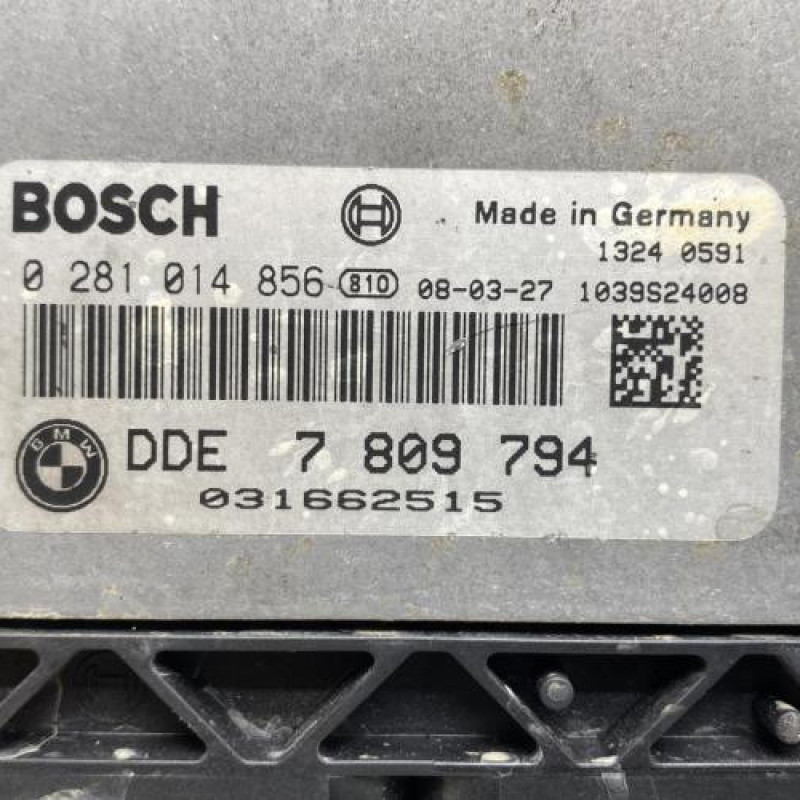 BOSCH
Made in Germany
1324 0591
0 281 014 856 810 08-03-27 1039S24008
BMW DDE 7 809 794
031662515